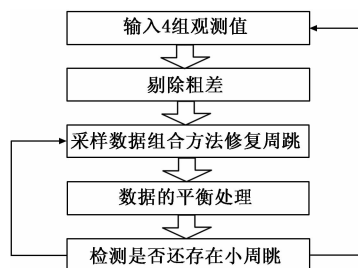 输入4组观测值
剔除粗差
采样数据组合方法修复周跳
数据的平衡处理
检测是否还存在小周眺